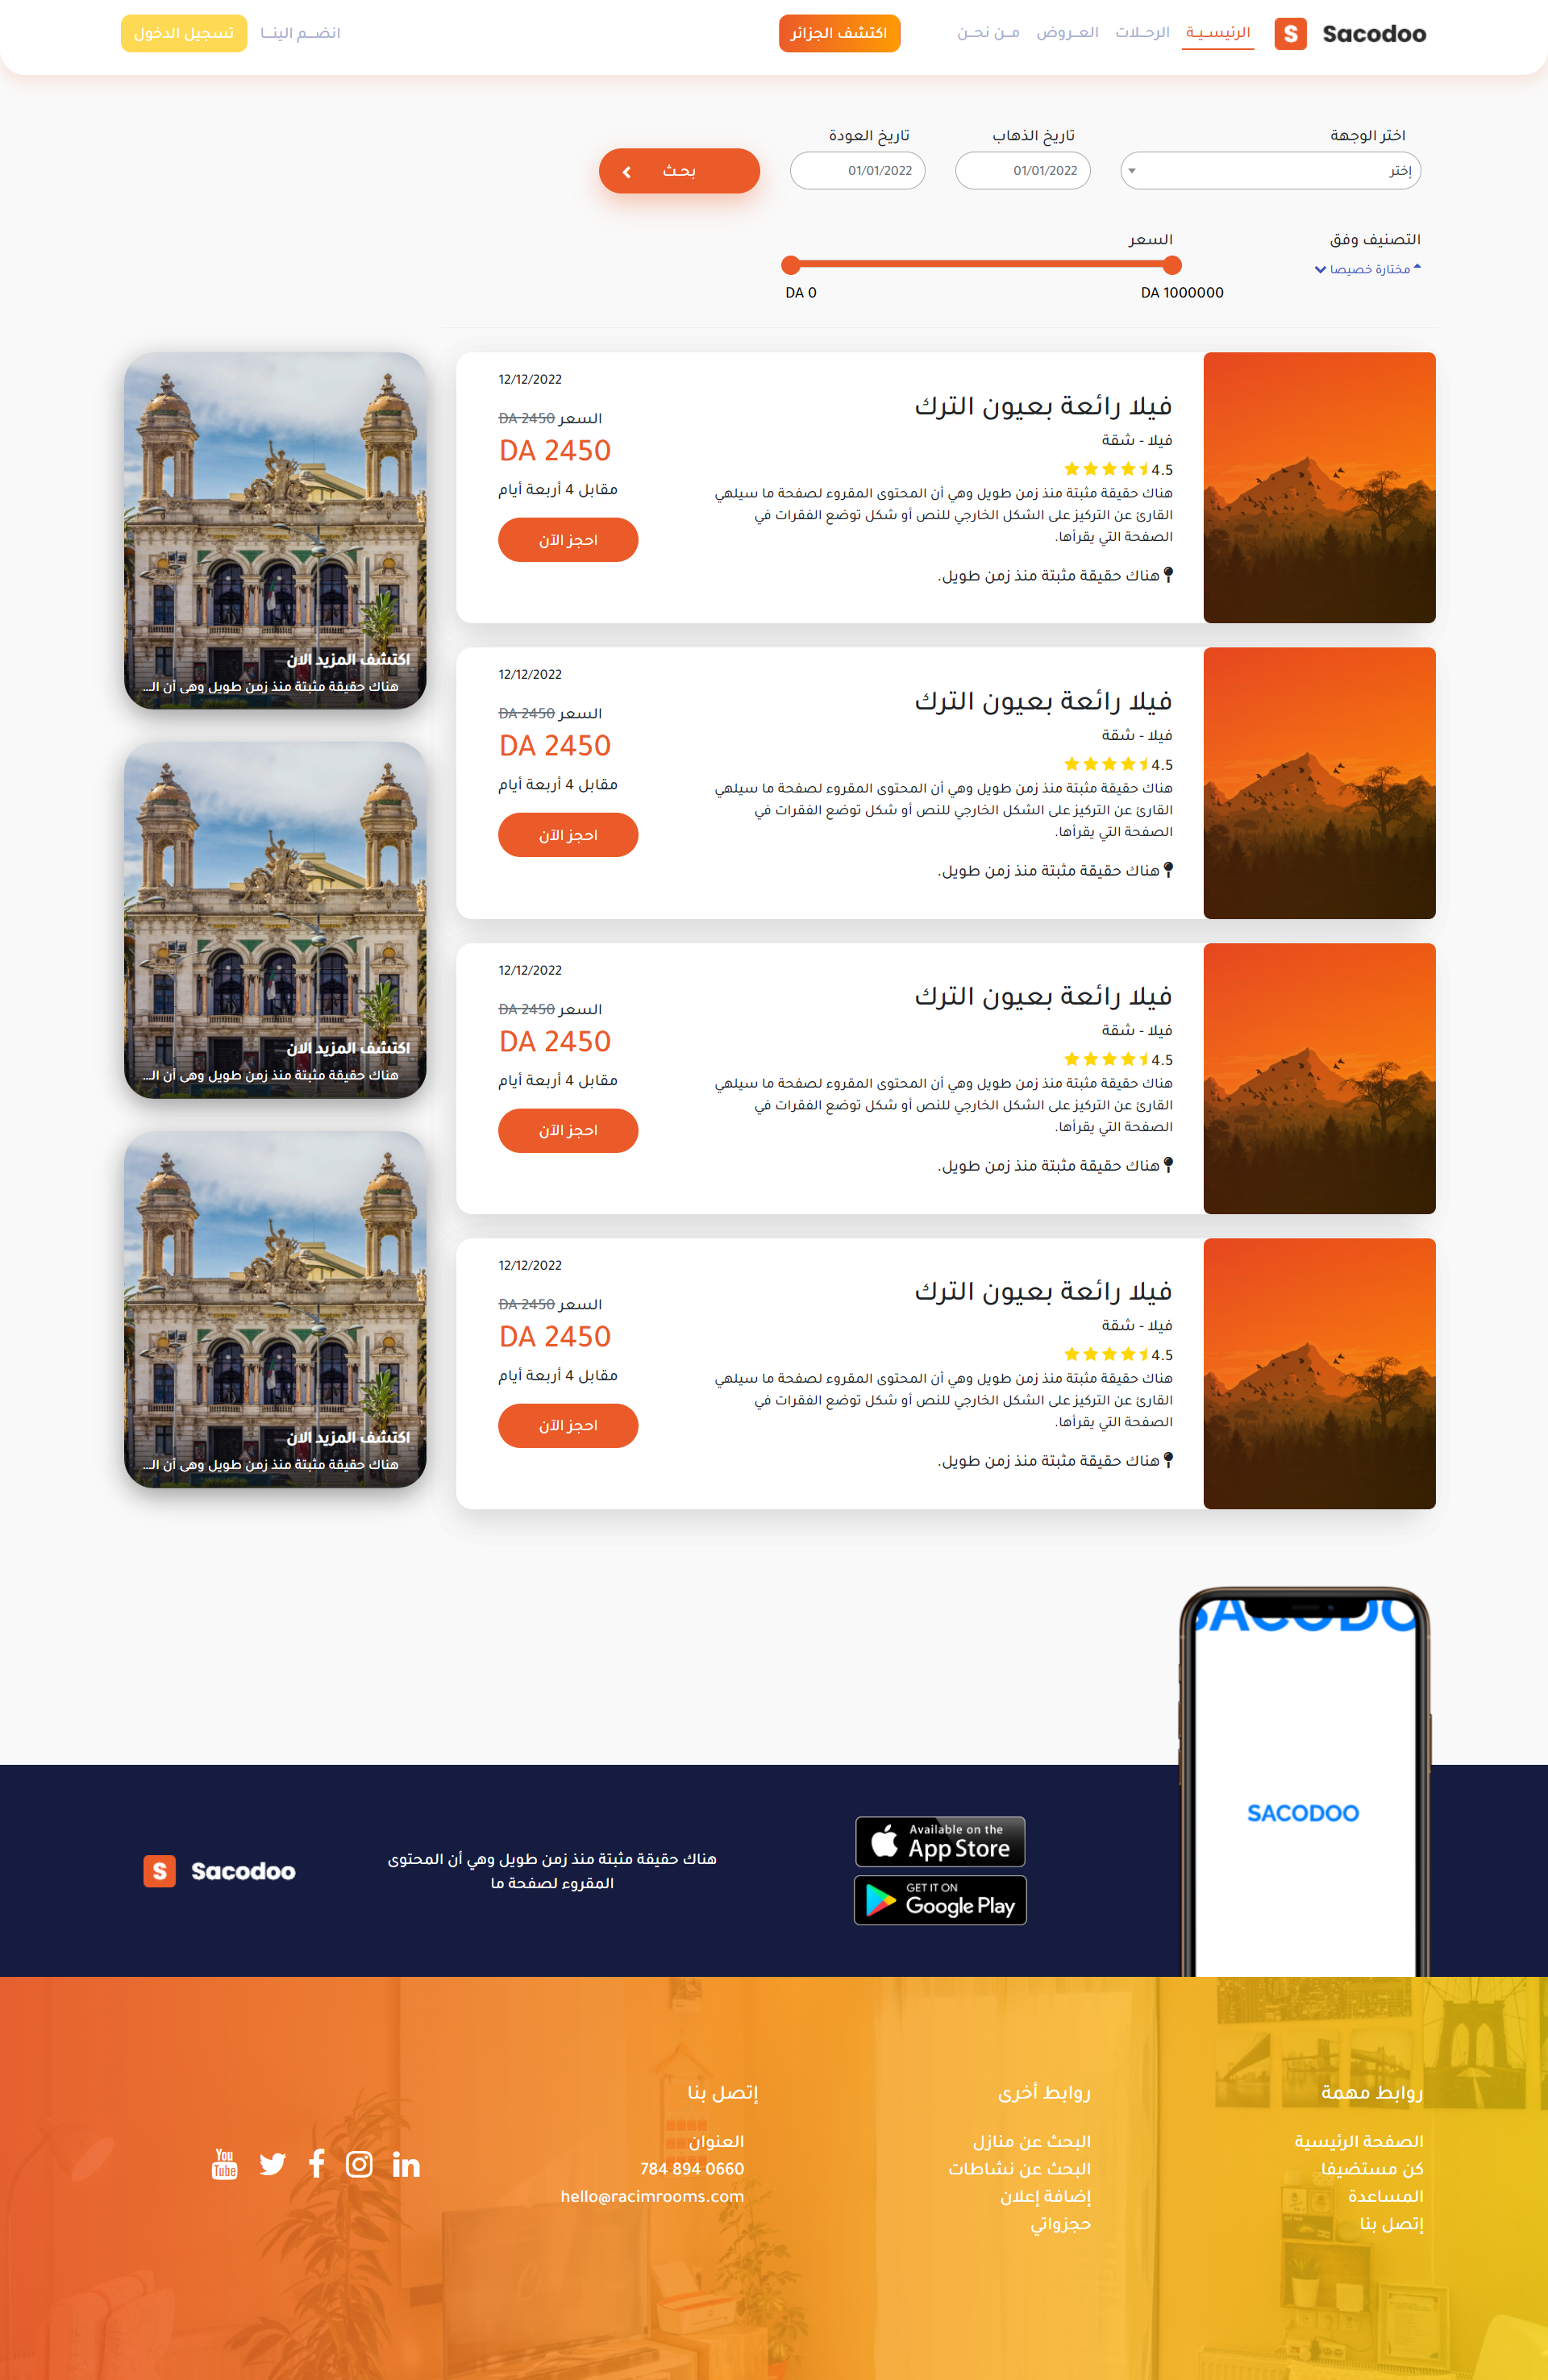 Sacodoo
S
الرئيســيــة
الرحــلات
العــروض
مــن نحــن
اكتشف الجزائر
انضـــم الينــــا
تسجيل الدخول
اختر الوجهة
تاريخ الذهاب
تاريخ العودة
إختر
01/01/2022
01/01/2022
بحـث
التصنيف وفق
السعر
مختارة خصيصا
DA 1000000
DA 0
فيلا رائعة بعيون الترك
فيلا - شقة
4.5
هناك حقيقة مثبتة منذ زمن طويل وهي أن المحتوى المقروء لصفحة ما سيلهي
القارئ عن التركيز على الشكل الخارجي للنص أو شكل توضع الفقرات في
الصفحة التي يقرأها.
هناك حقيقة مثبتة منذ زمن طويل.
12/12/2022
السعر DA 2450
DA 2450
مقابل 4 أربعة أيام
احجز الآن
اكتشف المزيد الان
هناك حقيقة مثبتة منذ زمن طويل وهي أن الـ...
فيلا رائعة بعيون الترك
فيلا - شقة
4.5
هناك حقيقة مثبتة منذ زمن طويل وهي أن المحتوى المقروء لصفحة ما سيلهي
القارئ عن التركيز على الشكل الخارجي للنص أو شكل توضع الفقرات في
الصفحة التي يقرأها.
هناك حقيقة مثبتة منذ زمن طويل.
12/12/2022
السعر DA 2450
DA 2450
مقابل 4 أربعة أيام
احجز الآن
اكتشف المزيد الان
هناك حقيقة مثبتة منذ زمن طويل وهي أن الـ...
فيلا رائعة بعيون الترك
فيلا - شقة
4.5
هناك حقيقة مثبتة منذ زمن طويل وهي أن المحتوى المقروء لصفحة ما سيلهي
القارئ عن التركيز على الشكل الخارجي للنص أو شكل توضع الفقرات في
الصفحة التي يقرأها.
هناك حقيقة مثبتة منذ زمن طويل.
12/12/2022
السعر DA 2450
DA 2450
مقابل 4 أربعة أيام
احجز الآن
اكتشف المزيد الان
هناك حقيقة مثبتة منذ زمن طويل وهي أن الـ...
فيلا رائعة بعيون الترك
فيلا - شقة
4.5
هناك حقيقة مثبتة منذ زمن طويل وهي أن المحتوى المقروء لصفحة ما سيلهي
القارئ عن التركيز على الشكل الخارجي للنص أو شكل توضع الفقرات في
الصفحة التي يقرأها.
هناك حقيقة مثبتة منذ زمن طويل.
12/12/2022
السعر DA 2450
DA 2450
مقابل 4 أربعة أيام
احجز الآن
SACODOO
Available on the
App Store
GET IT ON
Google Play
هناك حقيقة مثبتة منذ زمن طويل وهي أن المحتوى
المقروء لصفحة ما
S
Sacodoo
روابط مهمة
الصفحة الرئيسية
كن مستضيفا
المساعدة
إتصل بنا
روابط أخرى
البحث عن منازل
البحث عن نشاطات
إضافة إعلان
حجزواتي
إتصل بنا
العنوان
784 894 0660
hello@racimrooms.com
You
Tube